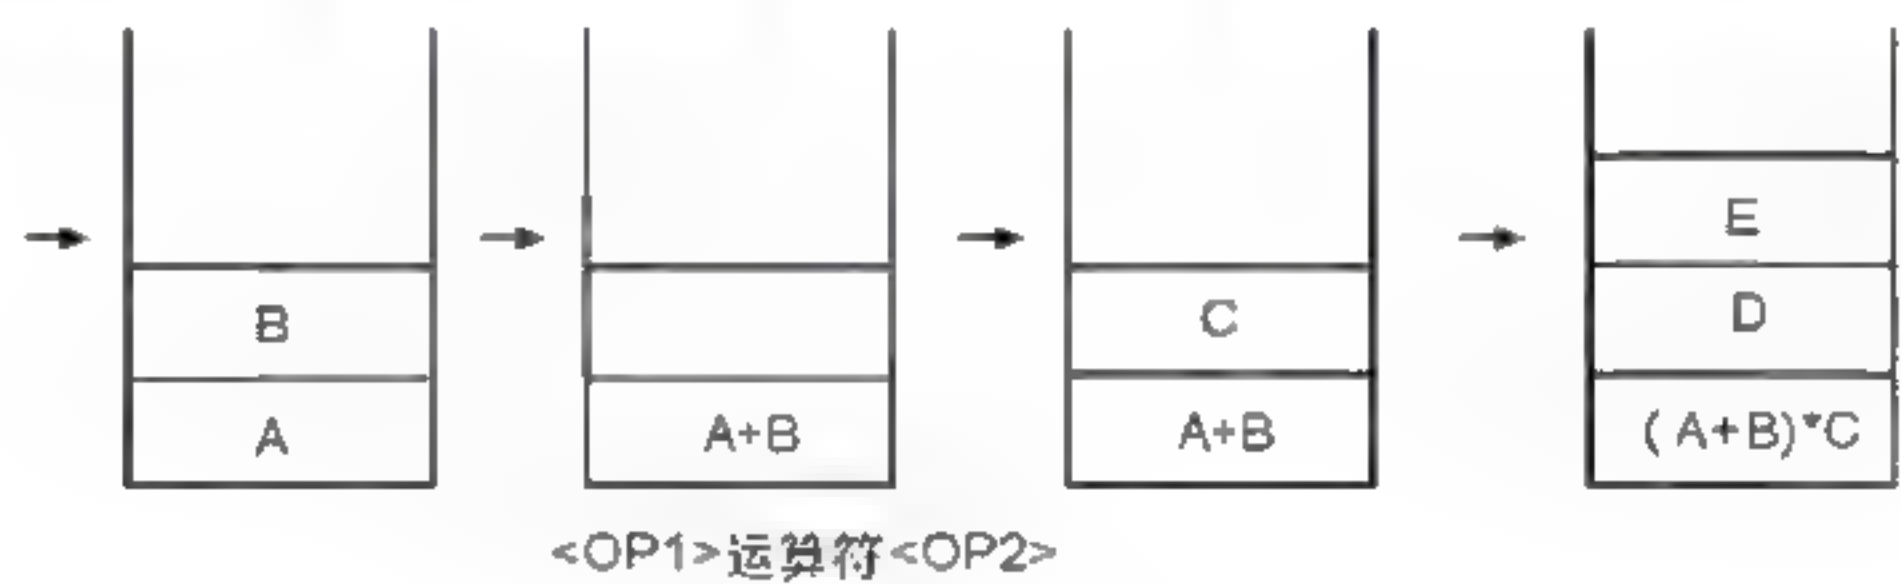 E
B
C
D
A
A+B
A+B
(A+B)*C
<OP1>运算符<OP2>